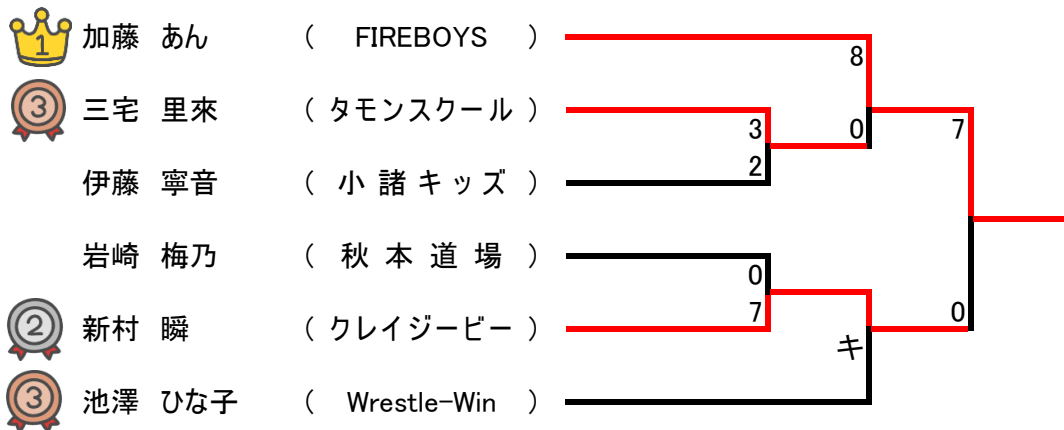 1 加藤 あん ( FIREBOYS ) 8
3 三宅 里來 ( タモンスクール ) 3 0 7
2
伊藤 寧音 ( 小諸キッズ )
岩崎 梅乃 ( 秋本道場 ) 0
2 新村 瞬 ( クレイジービー ) 7 0
キ
3 池澤 ひな子 ( Wrestle-Win )